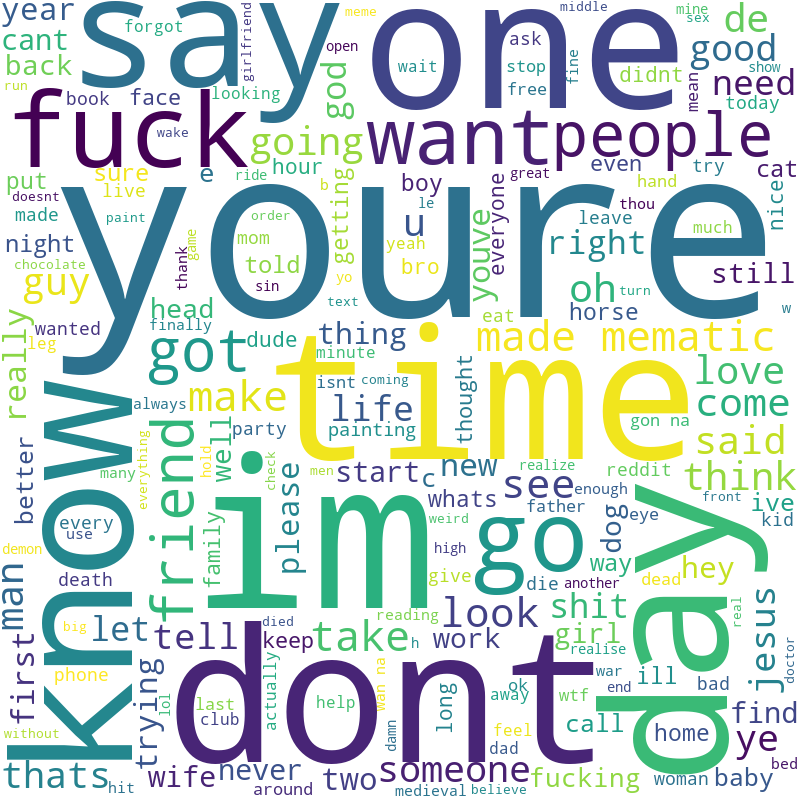 year
say
one
de
meme
middle
mine
sex
cant
forgot
girlfriend
open
ask
good
back
god
wait
stop
fine
didnt
mean
show
run
book
face
looking
free
need
today
fuck
wake
going
want
people
put
sure
hour
great
even
try
cat
doesnt
live
e
ride
getting
boy
le
everyone
hand
nice
made
paint
b
order
u
thou
leave
much
night
youre
mom
yeah
youve
right
chocolate
thank
game
told
yo
bro
still
guy
sin
oh
turn
text
eat
horse
w
really
wanted
head
finally
dude
thing
made mematic
leg
got
minute
time
thought
love
isnt
coming
always
make
life
come
know
party
painting
gon na
said
better
everything
friend
well
hold
check
men
start
c
new
realize
reddit
think
many
please
whats
see
enough
front
ive
every
use
im
weird
go
father
dog
eye
day
kid
demon
family
high
way
hey
man
death
give
die
another
dead
reading
look
shit
jesus
real
big
let
tell
died
keep
take
h
work
girl
first
dont
realise
doctor
phone
trying
lol
actually
wan na
long
ok
war
ill
bad
last
help
away
wtf
end
without
club
damn
feel
call
home
find
dad
ye
thats
wife
never
two
someone
fucking
bed
hit
around
medieval
believe
woman
baby